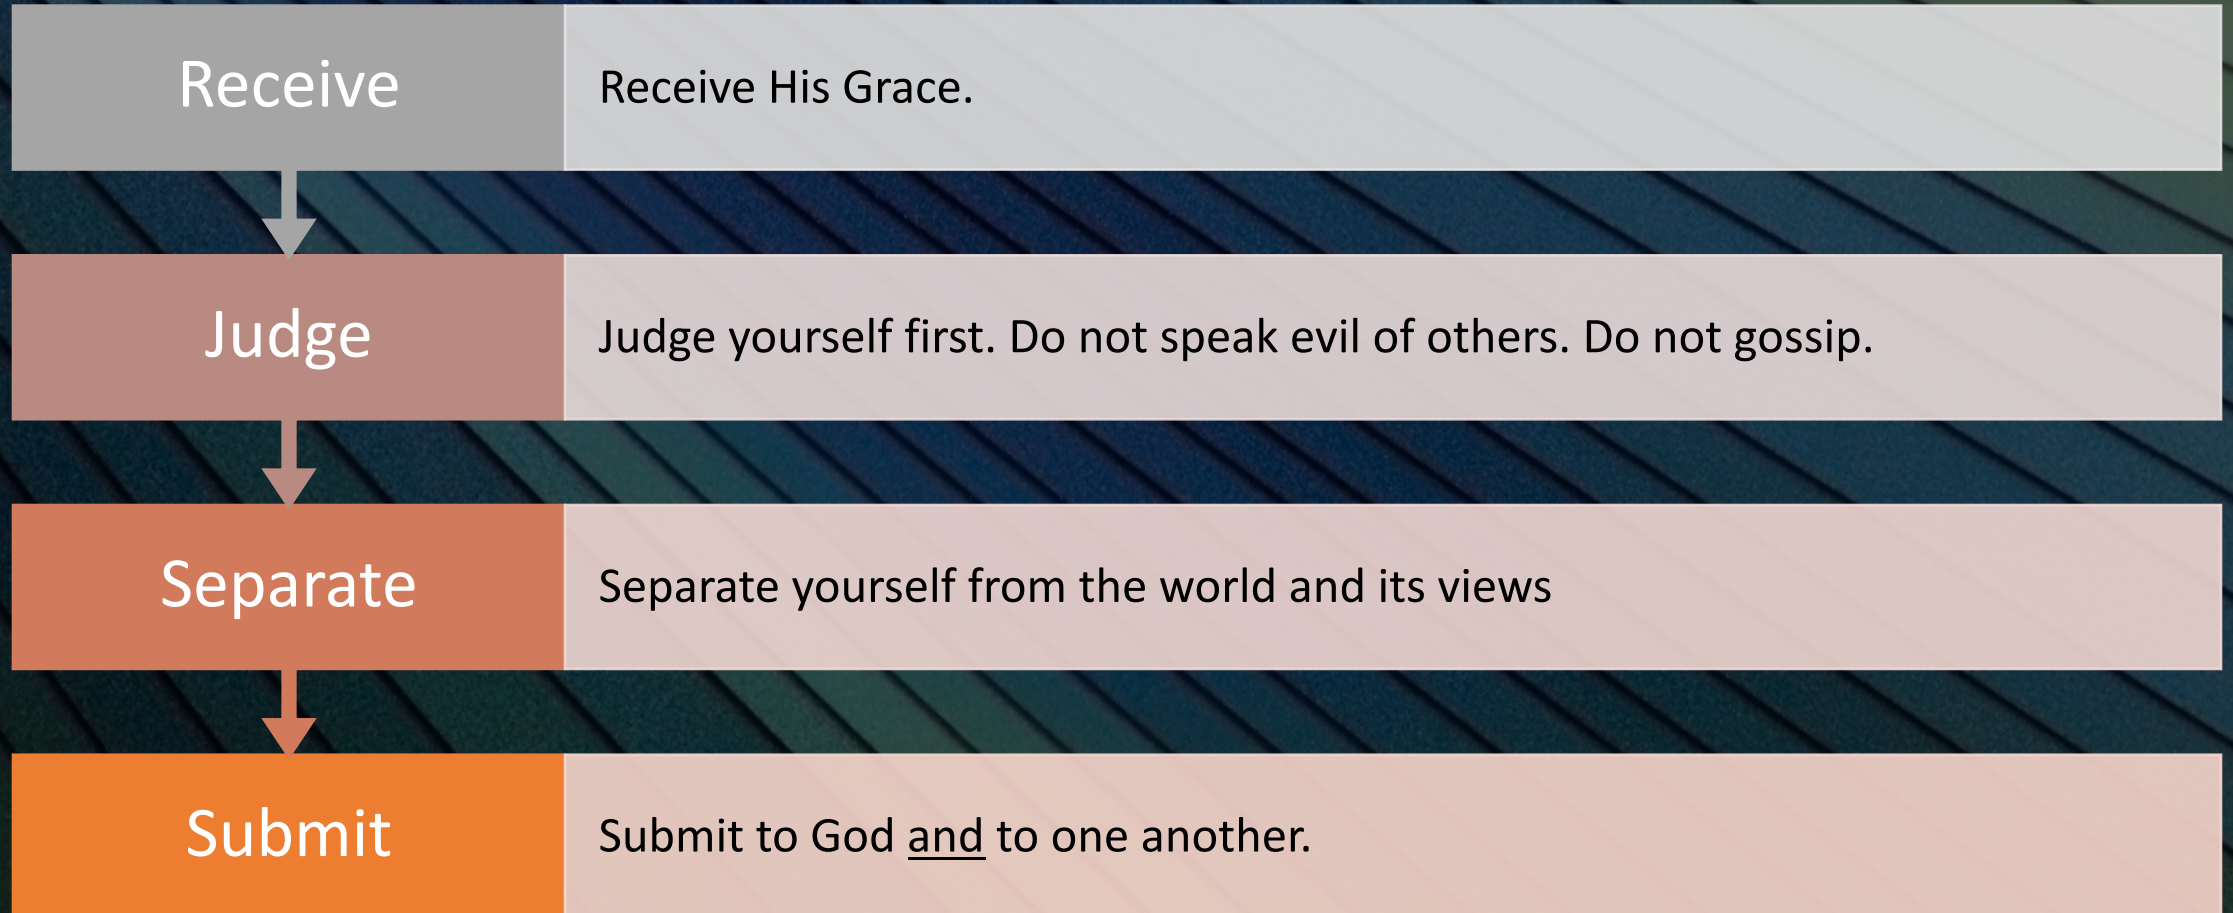 Receive
Receive His Grace.
Judge
Judge yourself first. Do not speak evil of others. Do not gossip.
Separate
Separate yourself from the world and its views
Submit
Submit to God and to one another.